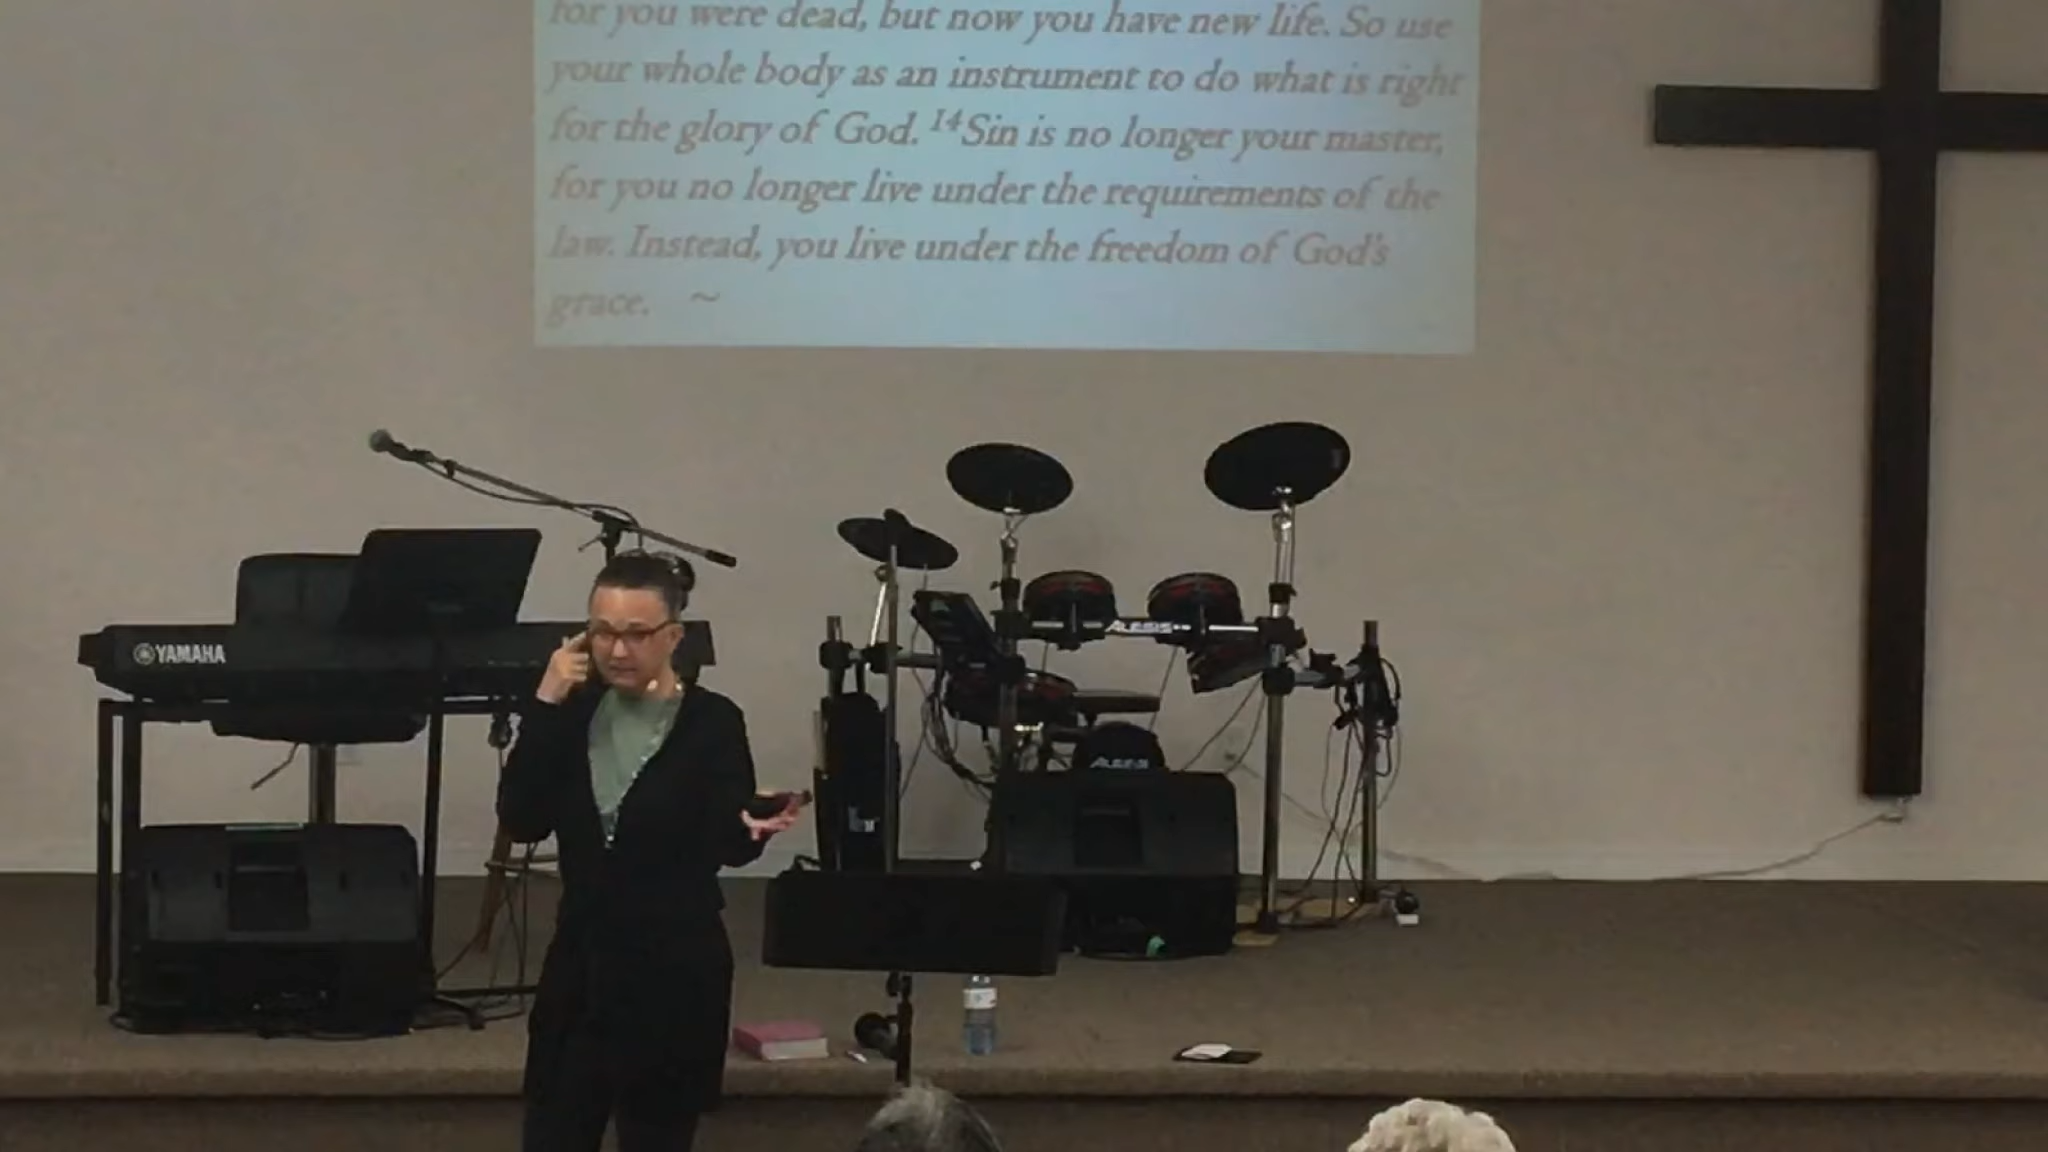 for you were dead, but now you have new life. So use
your whole body as an instrument to do what is right
for the glory of God. ¹⁴Sin is no longer your master,
for you no longer live under the requirements of the
law. Instead, you live under the freedom of God's
grace. ~
YAMAHA
ALESIS
ALESIS